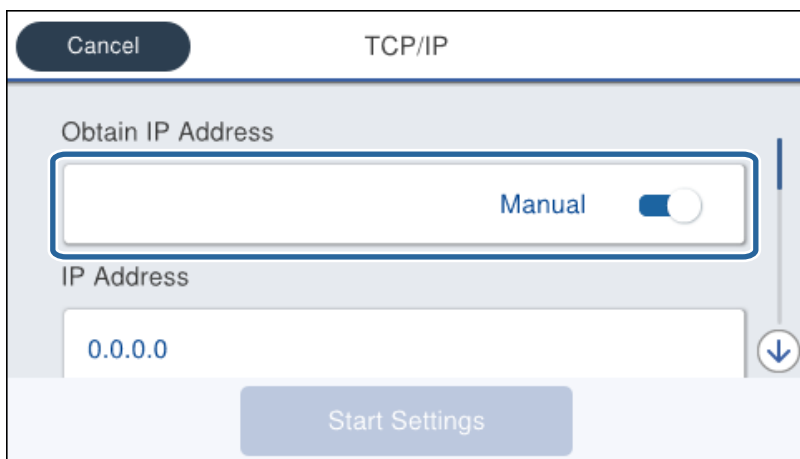 Cancel
TCP/IP
Obtain IP Address
Manual
IP Address
0.0.0.0
Start Settings